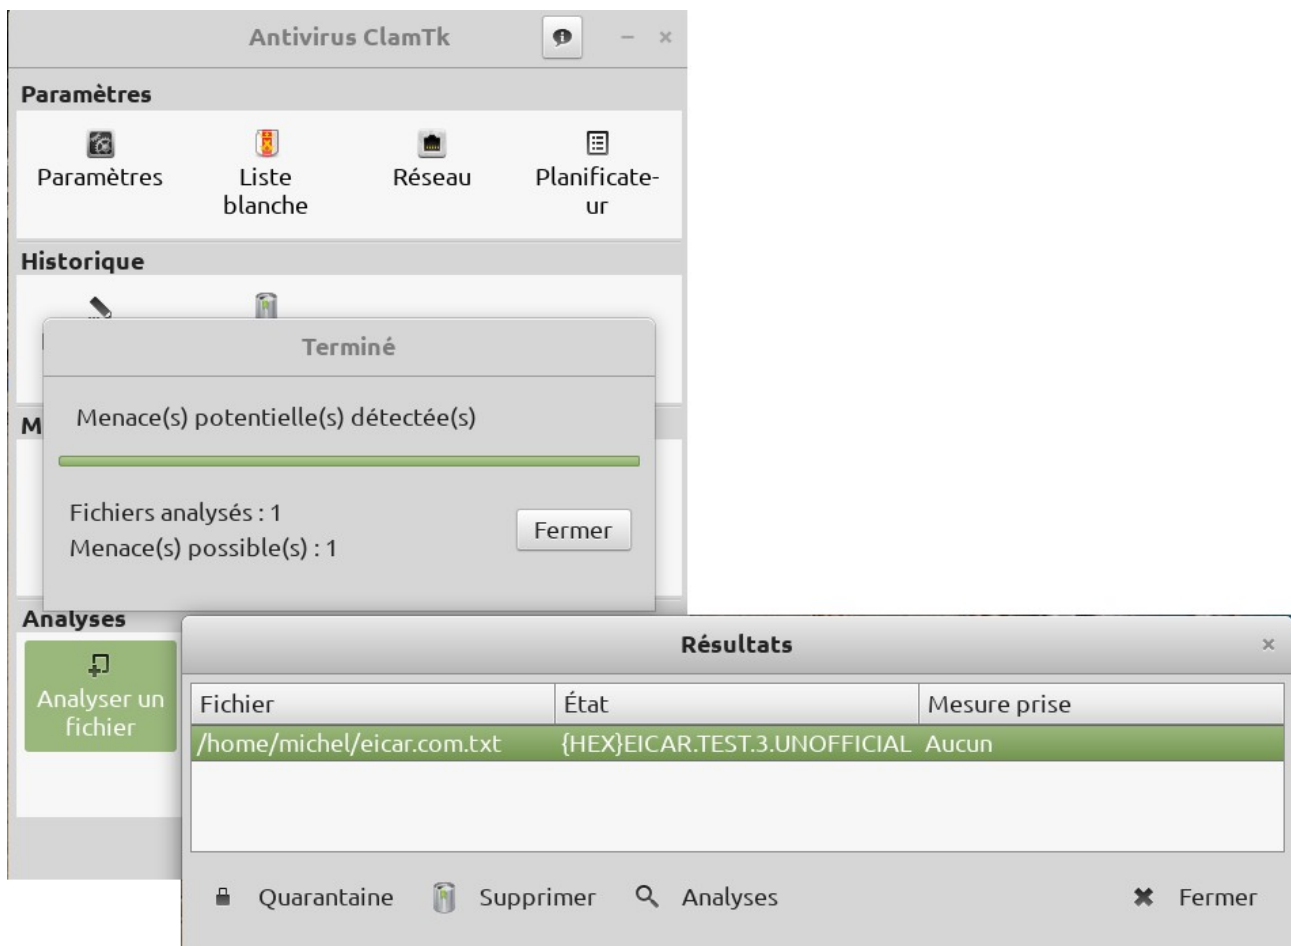 Antivirus ClamTk
Paramètres
Paramètres
Liste
blanche
Réseau
Planificate-
ur
Historique
Terminé
Menace(s) potentielle(s) détectée(s)
M
Fichiers analysés : 1
Menace(s) possible(s) : 1
Fermer
Analyses
Analyser un
fichier
Résultats
Fichier État Mesure prise
/home/michel/eicar.com.txt {HEX}EICAR.TEST.3.UNOFFICIAL Aucun
Quarantaine Supprimer Analyses Fermer